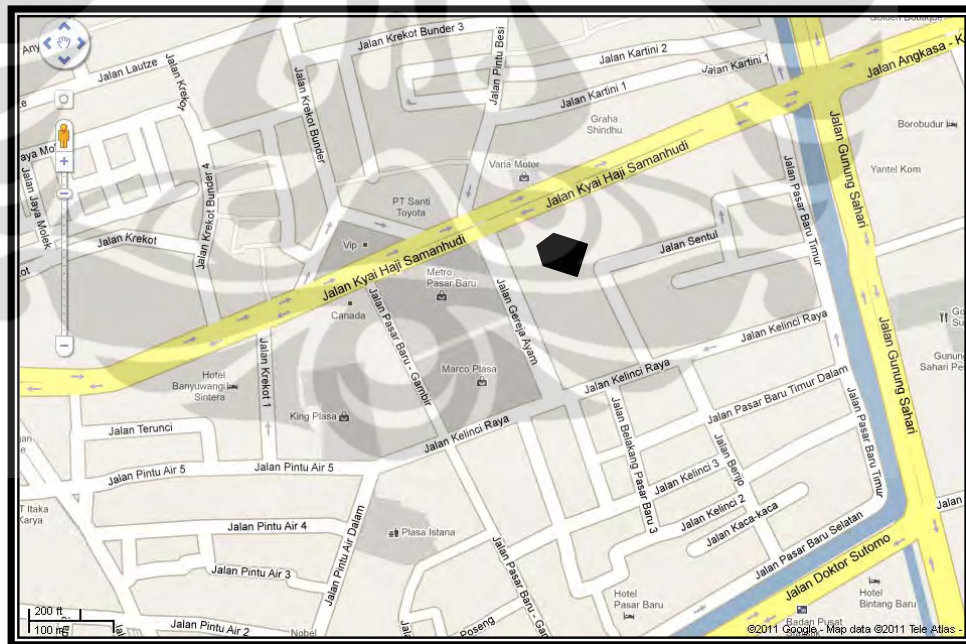 Jalan Krekot Bunder 3
Jalan Lautze
Jalan Pintu Besi
Jalan Kartini 2
Jalan Kartini 1
Jalan Kartini 1
Jalan Angkasa - K
Jalan Krekot Bunder
Graha
Sindhu
Borobudur
Jalan Gunung Sahari
Yantel Kom
Varia Motor
Jalan Kyai Haji Samanhudi
Jalan Pasar Baru Timur
Jalan Jaya Molek
Jalan Krekot Bunder 4
PT Santi
Toyota
Jalan Krekot
Vip
Jalan Sentul
Jalan Kyai Haji Samanhudi
Metro
Pasar Baru
Canada
Jalan Pasar Baru - Gambir
Jalan Gereja Ayam
Jalan Kelinci Raya
Jalan Gunung Sahari
Gunung
Sahari Pe
Jalan Krekot 1
Hotel
Banyuwangi
Sintera
Marco Plasa
Jalan Kelinci Raya
Jalan Pasar Baru Timur Dalam
King Plasa
Jalan Kelinci Raya
Jalan Terunci
Jalan Belakang Pasar Baru 3
Jalan Benjo
Jalan Pasar Baru Timur
Jalan Pintu Air 5
Jalan Pintu Air 5
Jalan Kelinci 3
Jalan Kelinci 2
Jalan Kaca-kaca
T Itaka
Karya
Jalan Pintu Air 4
Jalan Pintu Air Dalam
Plasa Istana
Jalan Pasar Baru Selatan
Jalan
Jalan Pintu Air 3
Jalan Pasar Baru - Gam
Jalan Doktor Sutomo
Hotel
Pasar Baru
Hotel
Bintang Baru
200 ft
100 m
Jalan Pintu Air 2
Nobel
Poseng
Badan Pusat
©2011 Google - Map data ©2011 Tele Atlas -